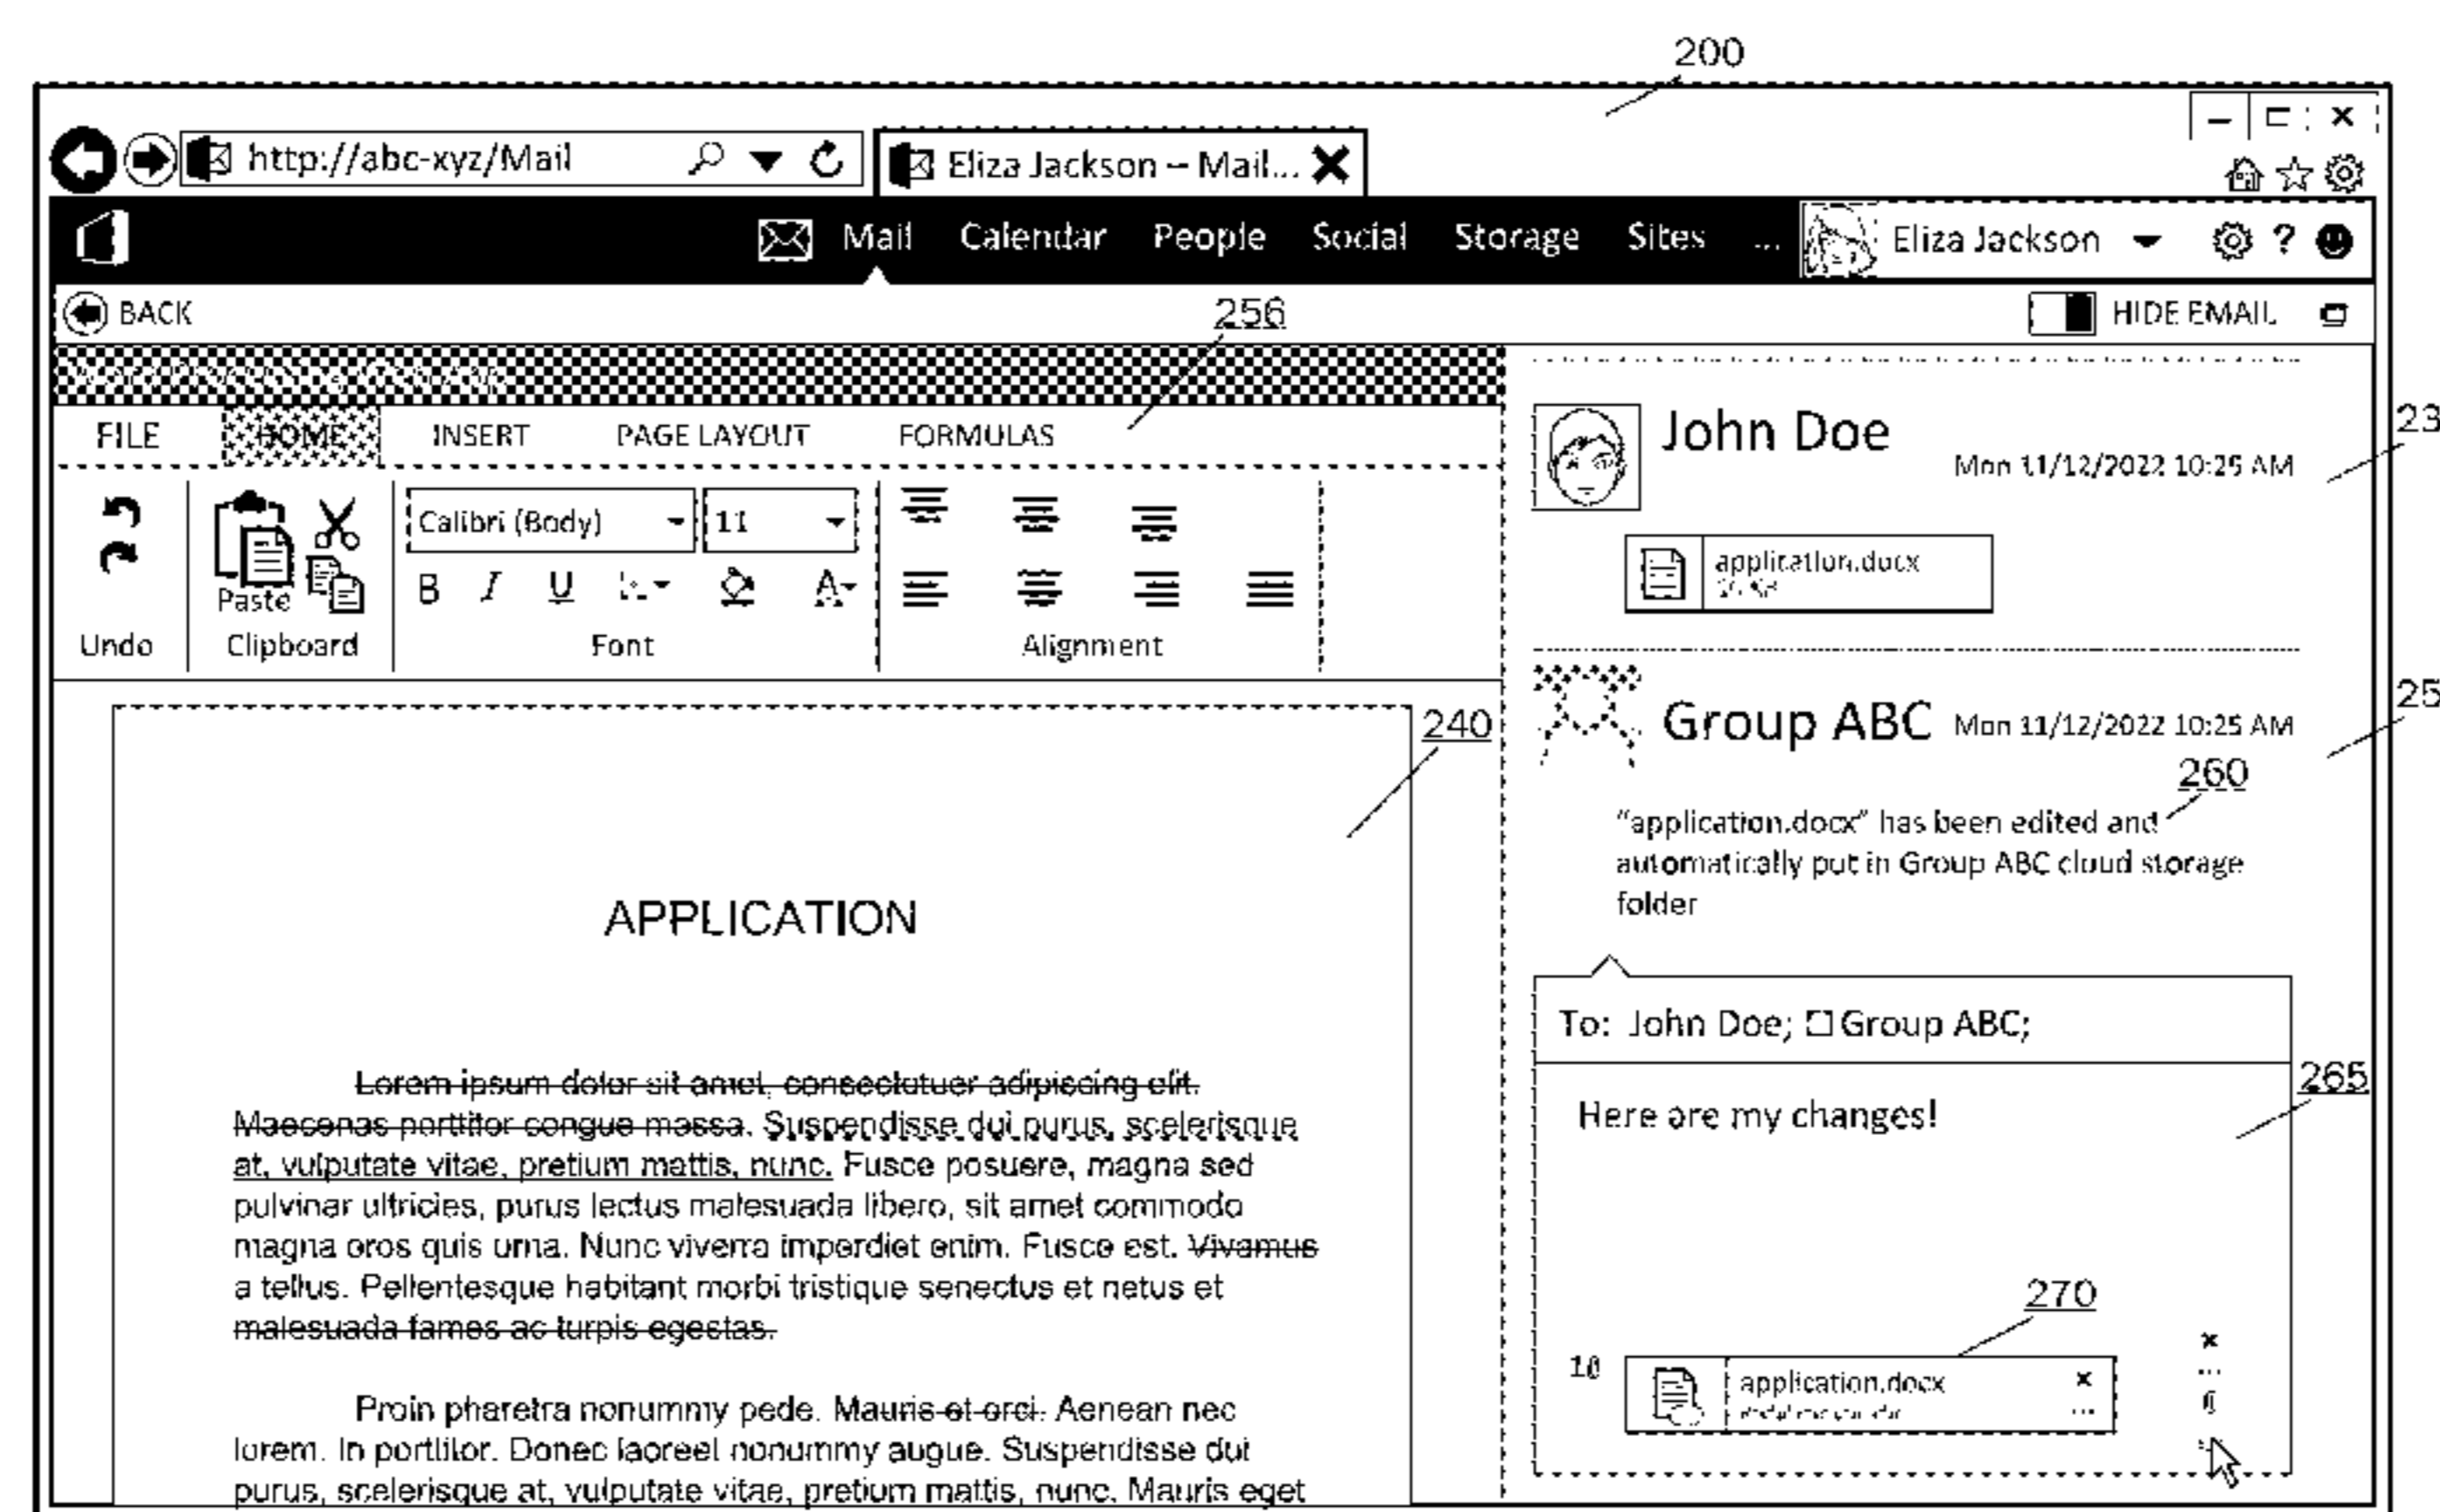 200
http://abc-xyz/Mail
Eliza Jackson – Mail...
Mail Calendar People Social Storage Sites ... Eliza Jackson ?
BACK
256
HIDE EMAIL
FILE HOME INSERT PAGE LAYOUT FORMULAS
Calibri (Body) 11
B I U A
Paste
Undo Clipboard Font Alignment
240
APPLICATION
Lorem ipsum dolor sit amet, consectetuer adipiscing elit.
Maecenas porttitor congue massa. Suspendisse dui purus, scelerisque
at, vulputate vitae, pretium mattis, nunc. Fusce posuere, magna sed
pulvinar ultricies, purus lectus malesuada libero, sit amet commodo
magna eros quis urna. Nunc viverra imperdiet enim. Fusce est. Vivamus
a tellus. Pellentesque habitant morbi tristique senectus et netus et
malesuada fames ac turpis egestas.
Proin pharetra nonummy pede. Mauris et orci. Aenean nec
lorem. In porttitor. Donec laoreet nonummy augue. Suspendisse dui
purus, scelerisque at, vulputate vitae, pretium mattis, nunc. Mauris eget
23
John Doe
Mon 11/12/2022 10:25 AM
application.docx
25
Group ABC Mon 11/12/2022 10:25 AM
260
“application.docx” has been edited and
automatically put in Group ABC cloud storage
folder
To: John Doe; Group ABC;
265
Here are my changes!
270
10
application.docx